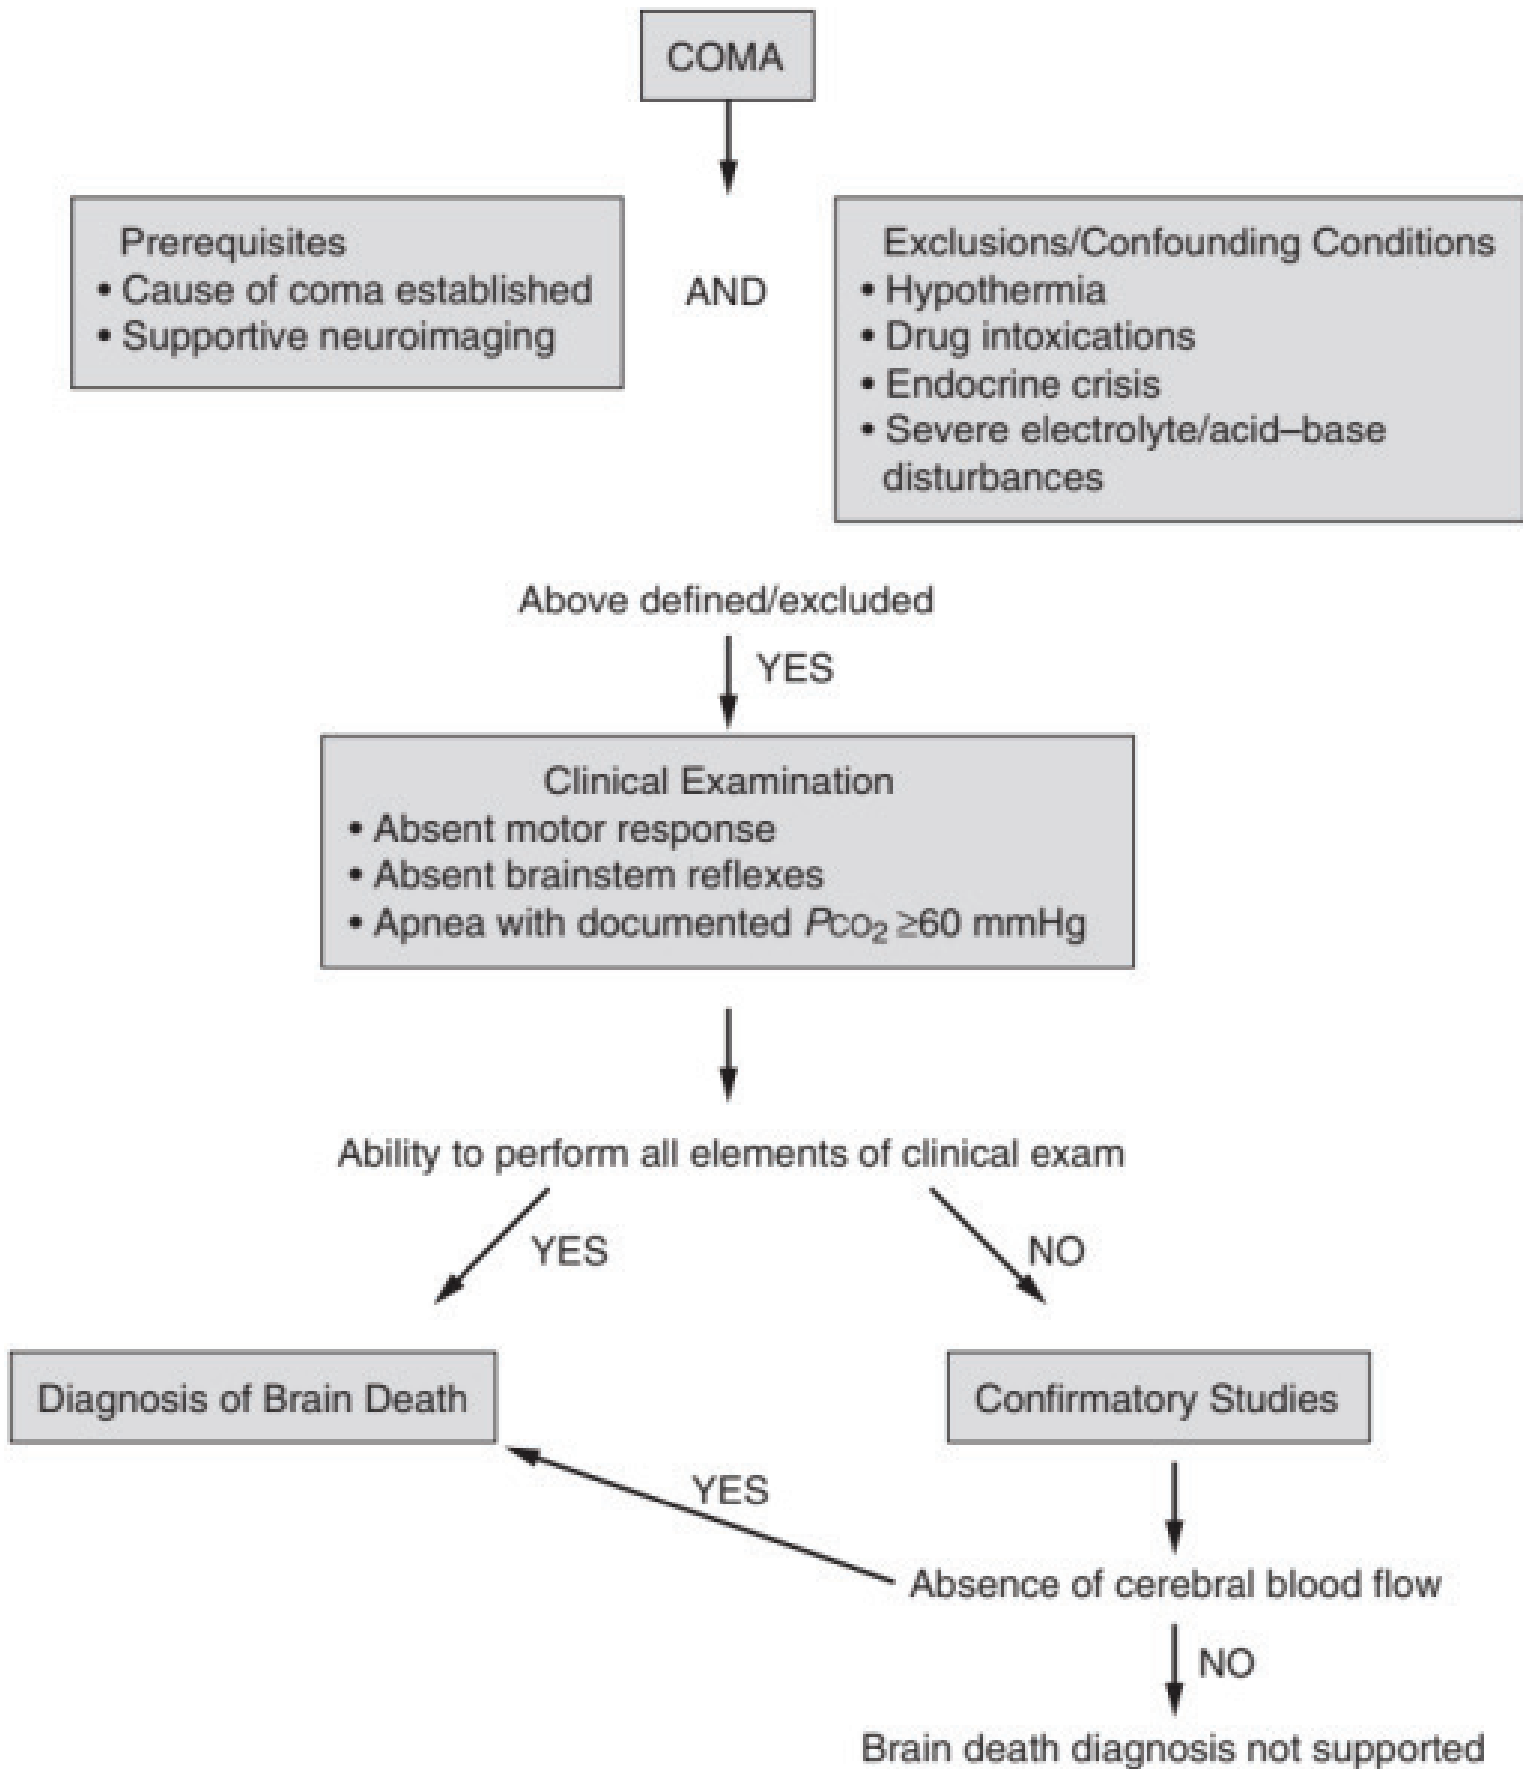 COMA
Prerequisites
• Cause of coma established
• Supportive neuroimaging
AND
Exclusions/Confounding Conditions
• Hypothermia
• Drug intoxications
• Endocrine crisis
• Severe electrolyte/acid–base
disturbances
Above defined/excluded
YES
Clinical Examination
• Absent motor response
• Absent brainstem reflexes
• Apnea with documented PCO₂ ≥60 mmHg
Ability to perform all elements of clinical exam
YES
NO
Diagnosis of Brain Death
Confirmatory Studies
YES
Absence of cerebral blood flow
NO
Brain death diagnosis not supported